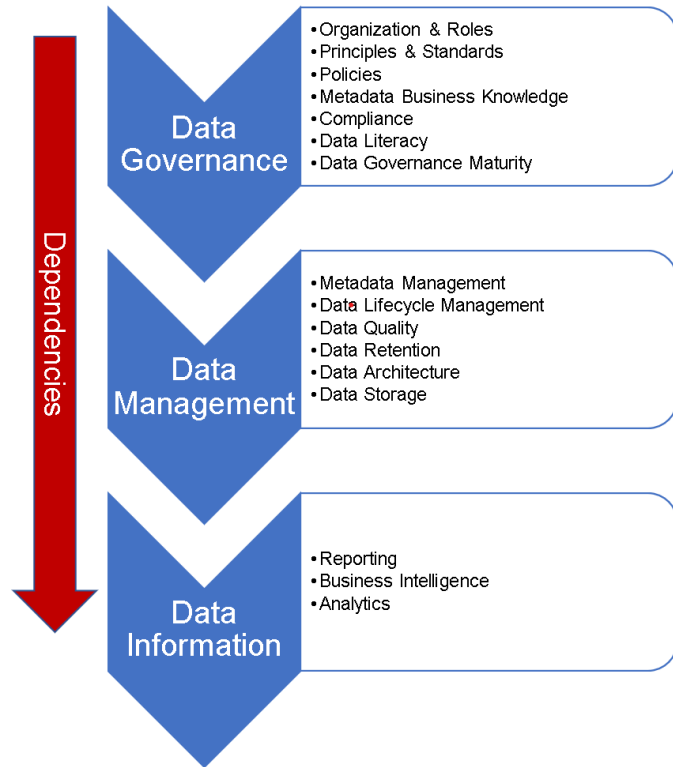 Dependencies
Data
Governance
•Organization & Roles
•Principles & Standards
•Policies
•Metadata Business Knowledge
•Compliance
•Data Literacy
•Data Governance Maturity
Data
Management
•Metadata Management
•Data Lifecycle Management
•Data Quality
•Data Retention
•Data Architecture
•Data Storage
Data
Information
•Reporting
•Business Intelligence
•Analytics